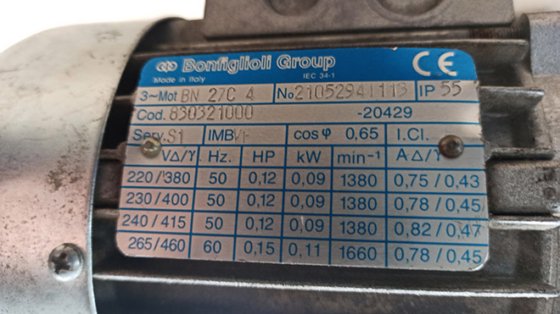 Bonfiglioli Group
Made in Italy IEC 34-1 CE
3~Mot BN 27C 4 No IP 55
Cod. 830321000 -20429
Serv. S1 IMB cos φ 0,65 I.Cl.
V∆/Y Hz. HP kW min-1 A ∆/Y
220/380 50 0,12 0,09 1380 0,75/0,43
230/400 50 0,12 0,09 1380 0,78/0,45
240/415 50 0,12 0,09 1380 0,82/0,47
265/460 60 0,15 0,11 1660 0,78/0,45